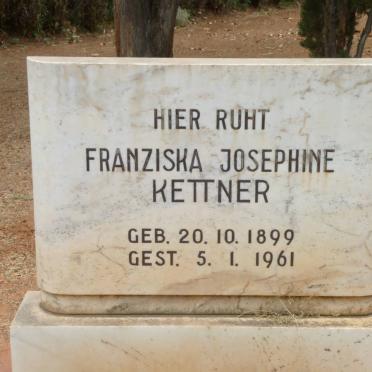 HIER RUHT
FRANZISKA JOSEPHINE
KETTNER
GEB. 20. 10. 1899
GEST. 5. 1. 1961